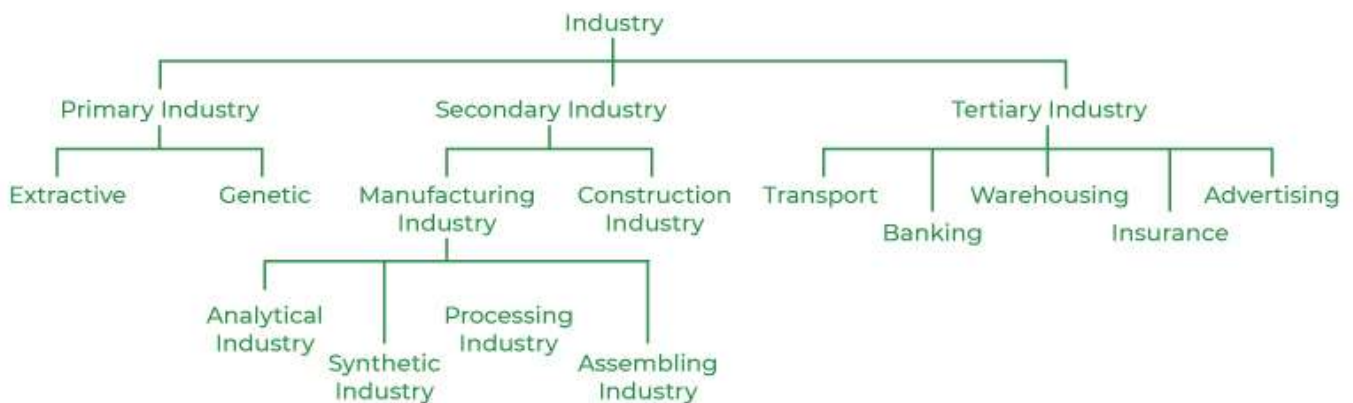 Industry
Primary Industry
Secondary Industry
Tertiary Industry
Extractive
Genetic
Manufacturing
Industry
Construction
Industry
Transport
Banking
Warehousing
Insurance
Advertising
Analytical
Industry
Synthetic
Industry
Processing
Industry
Assembling
Industry